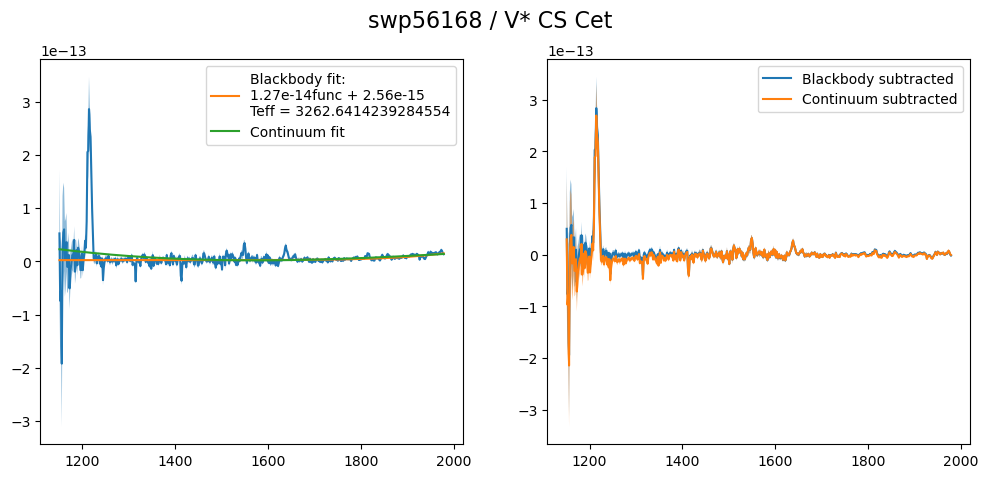 swp56168 / V* CS Cet
1e−13
Blackbody fit:
1.27e-14func + 2.56e-15
Teff = 3262.6414239284554
Continuum fit
3
2
1
0
−1
−2
−3
1200 1400 1600 1800 2000
1e−13
Blackbody subtracted
Continuum subtracted
3
2
1
0
−1
−2
−3
1200 1400 1600 1800 2000